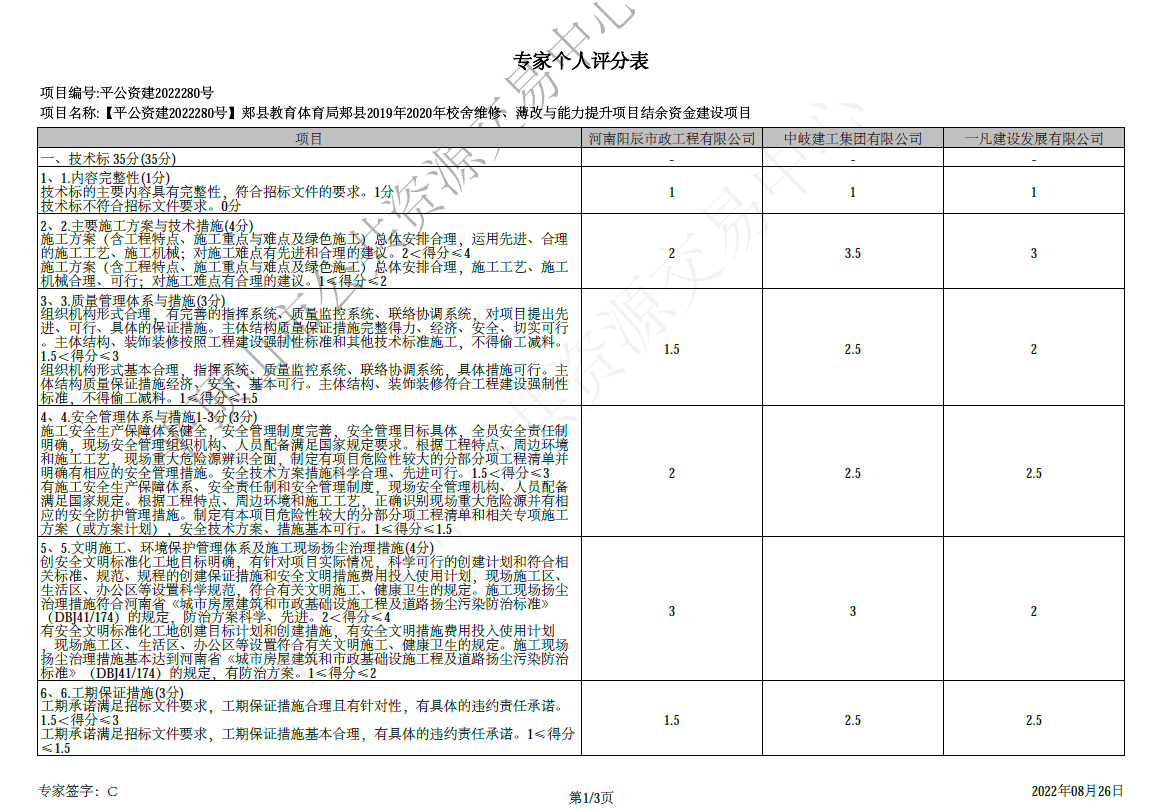 专家个人评分表
项目编号:平公资建2022280号
项目名称:【平公资建2022280号】郏县教育体育局郏县2019年2020年校舍维修、薄改与能力提升项目结余资金建设项目
项目 河南阳辰市政工程有限公司 中岐建工集团有限公司 一凡建设发展有限公司
一、技术标 35分(35分) - - -
1、1.内容完整性(1分)
技术标的主要内容具有完整性，符合招标文件的要求。1分 1 1 1
技术标不符合招标文件要求。0分
2、2.主要施工方案与技术措施(4分)
施工方案（含工程特点、施工重点与难点及绿色施工）总体安排合理，运用先进、合理
的施工工艺、施工机械；对施工难点有先进和合理的建议。2＜得分≤4 2 3.5 3
施工方案（含工程特点、施工重点与难点及绿色施工）总体安排合理，施工工艺、施工
机械合理、可行；对施工难点有合理的建议。1≤得分≤2
3、3.质量管理体系与措施(3分)
组织机构形式合理，有完善的指挥系统、质量监控系统、联络协调系统，对项目提出先
进、可行、具体的保证措施。主体结构质量保证措施完整得力、经济、安全、切实可行
。主体结构、装饰装修按照工程建设强制性标准和其他技术标准施工，不得偷工减料。
1.5＜得分≤3 1.5 2.5 2
组织机构形式基本合理，指挥系统、质量监控系统、联络协调系统，具体措施可行。主
体结构质量保证措施经济、安全、基本可行。主体结构、装饰装修符合工程建设强制性
标准，不得偷工减料。1≤得分≤1.5
4、4.安全管理体系与措施1-3分(3分)
施工安全生产保障体系健全，安全管理制度完善，安全管理目标具体，全员安全责任制
明确，现场安全管理组织机构、人员配备满足国家规定要求。根据工程特点、周边环境
和施工工艺，现场重大危险源辨识全面，制定有项目危险性较大的分部分项工程清单并
明确有相应的安全管理措施。安全技术方案措施科学合理、先进可行。1.5＜得分≤3 2 2.5 2.5
有施工安全生产保障体系、安全责任制和安全管理制度，现场安全管理机构、人员配备
满足国家规定。根据工程特点、周边环境和施工工艺，正确识别现场重大危险源并有相
应的安全防护管理措施。制定有本项目危险性较大的分部分项工程清单和相关专项施工
方案（或方案计划），安全技术方案、措施基本可行。1≤得分≤1.5
5、5.文明施工、环境保护管理体系及施工现场扬尘治理措施(4分)
创安全文明标准化工地目标明确，有针对项目实际情况，科学可行的创建计划和符合相
关标准、规范、规程的创建保证措施和安全文明措施费用投入使用计划，现场施工区、
生活区、办公区等设置科学规范，符合有关文明施工、健康卫生的规定。施工现场扬尘
治理措施符合河南省《城市房屋建筑和市政基础设施工程及道路扬尘污染防治标准》
（DBJ41/174）的规定，防治方案科学、先进。2＜得分≤4 3 3 2
有安全文明标准化工地创建目标计划和创建措施，有安全文明措施费用投入使用计划
，现场施工区、生活区、办公区等设置符合有关文明施工、健康卫生的规定。施工现场
扬尘治理措施基本达到河南省《城市房屋建筑和市政基础设施工程及道路扬尘污染防治
标准》（DBJ41/174）的规定，有防治方案。1≤得分≤2
6、6.工期保证措施(3分)
工期承诺满足招标文件要求，工期保证措施合理且有针对性，有具体的违约责任承诺。
1.5＜得分≤3 1.5 2.5 2.5
工期承诺满足招标文件要求，工期保证措施基本合理，有具体的违约责任承诺。1≤得分
≤1.5
专家签字：C 第1/3页 2022年08月26日